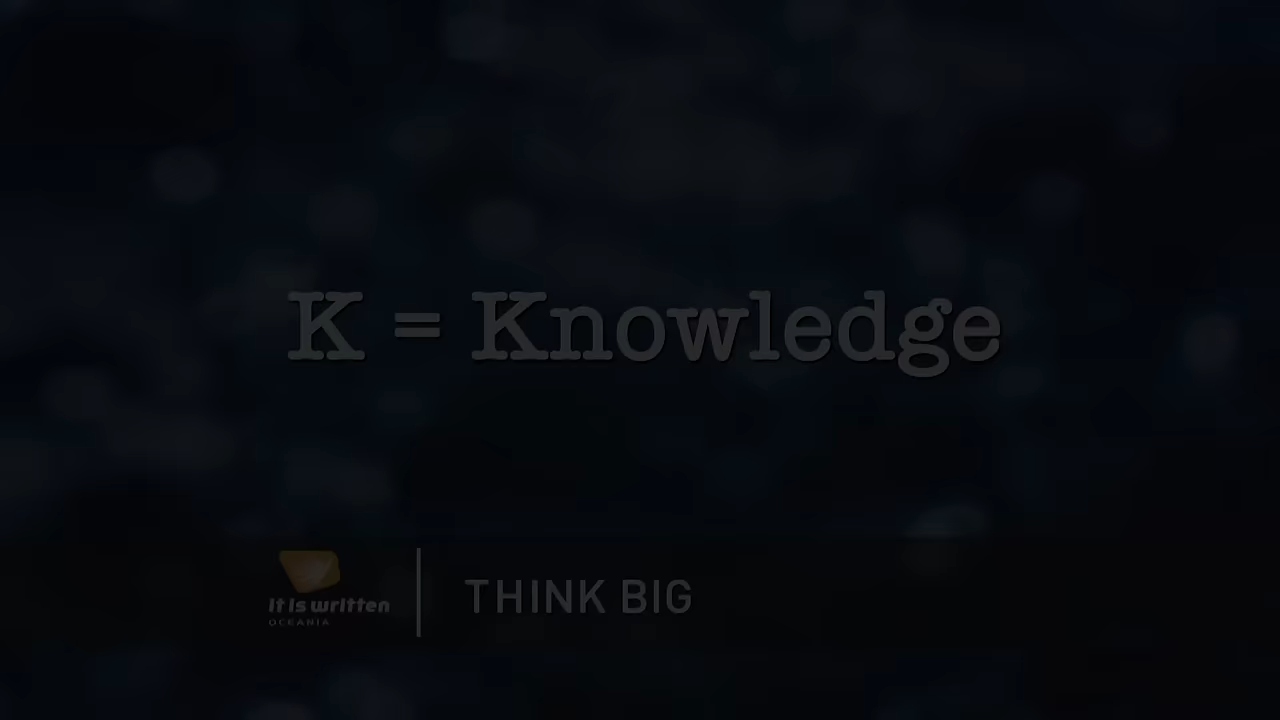 K = Knowledge
It Is Written
OCEANIA
THINK BIG